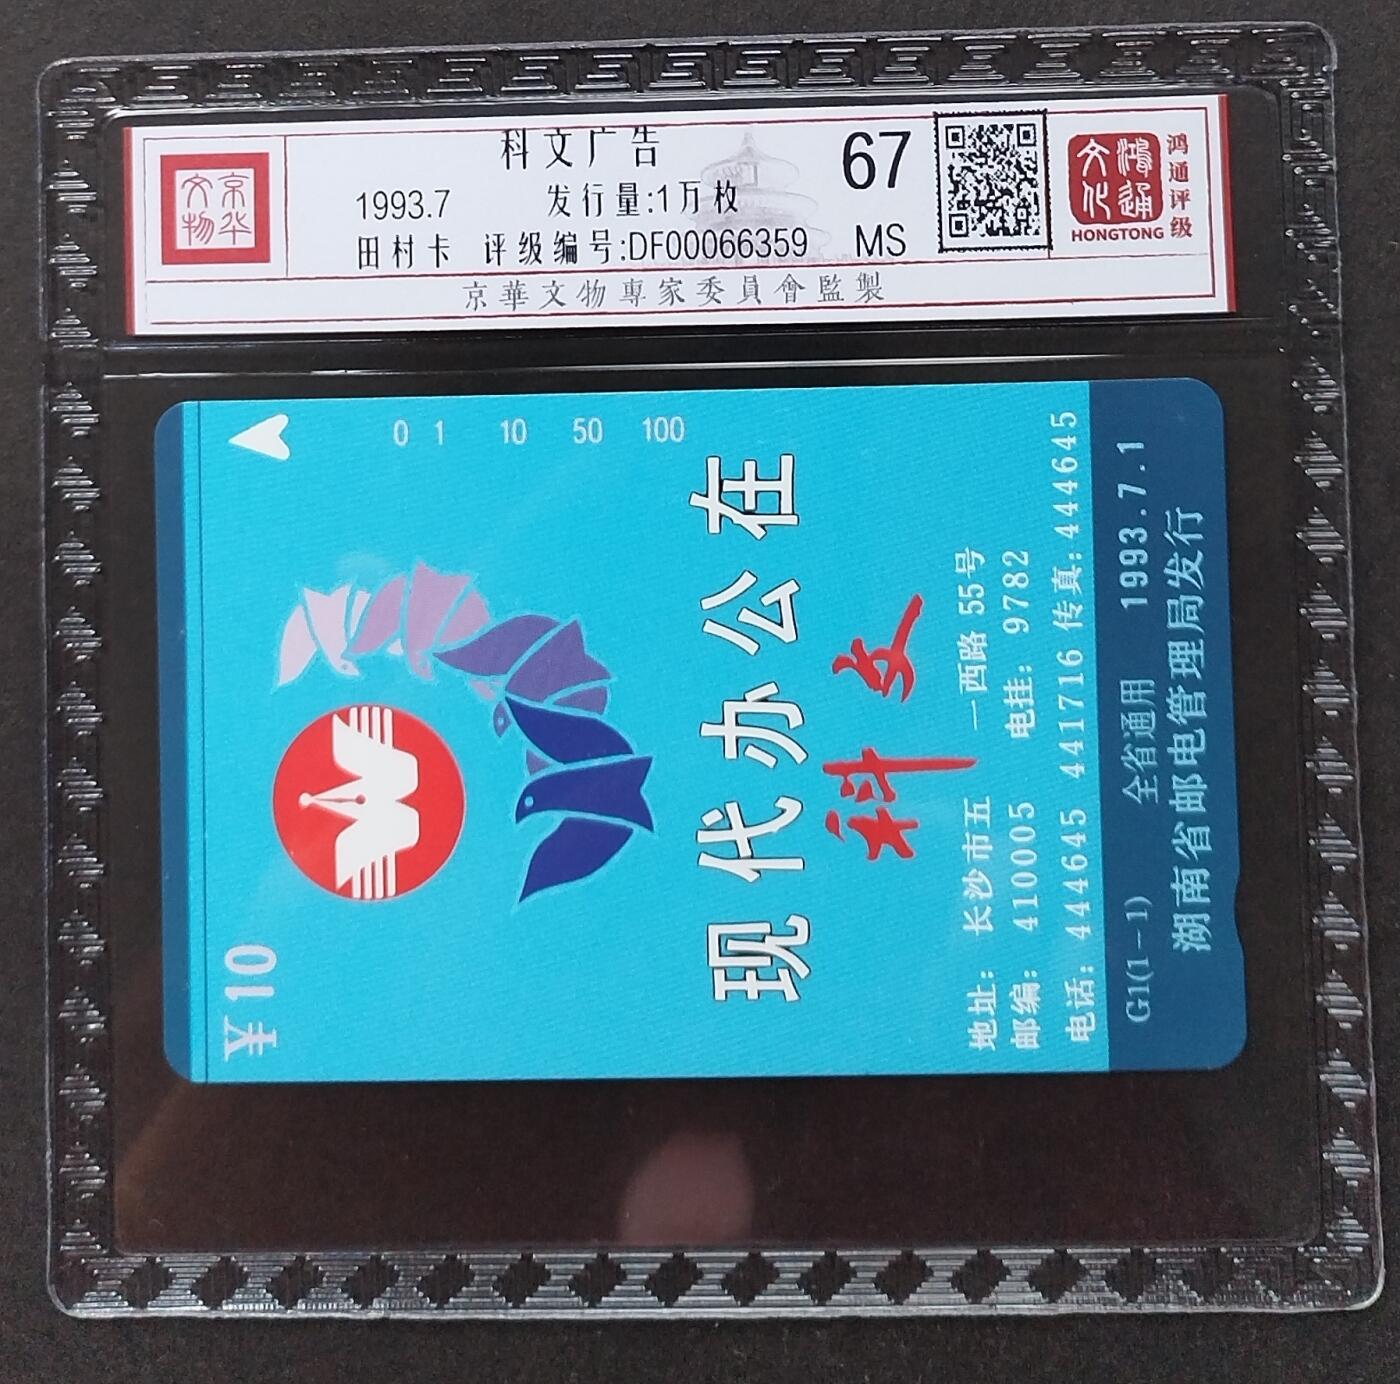 京华
文物
科文广告
1993.7 发行量:1万枚
田村卡 评级编号:DF00066359
67
MS
鸿通
文化
HONGTONG
鸿通评级
京華文物專家委員會監製
¥10
0 1 10 50 100
现代办公在
科文
地址: 长沙市五一西路 55号
邮编: 410005 电挂: 9782
电话: 444645 441716 传真: 444645
G1(1-1) 全省通用 1993.7.1
湖南省邮电管理局发行